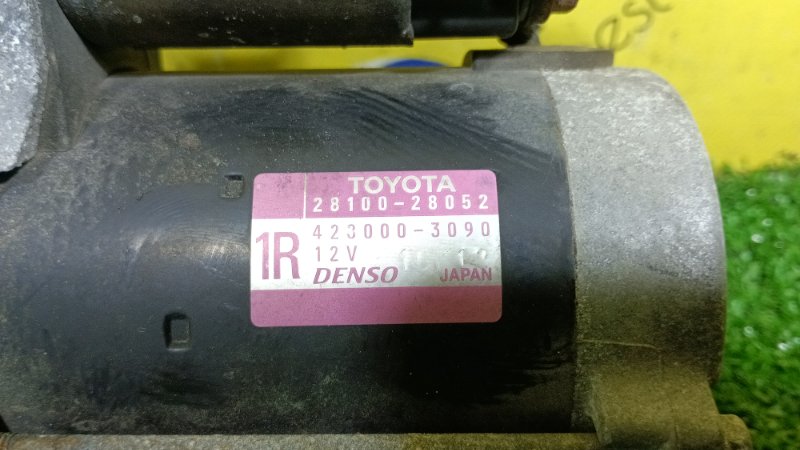 TOYOTA
28100-28052
1R
423000-3090
12V
DENSO JAPAN